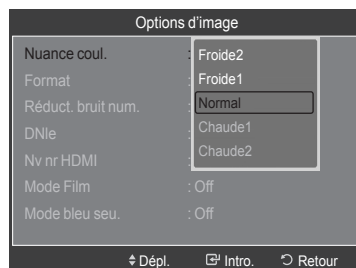 Options d'image
Nuance coul. : Froide2
Format : Froide1
Réduct. bruit num. : Normal
DNIe : Chaude1
Nv nr HDMI : Chaude2
Mode Film : Off
Mode bleu seu. : Off
Dépl. Intro. Retour